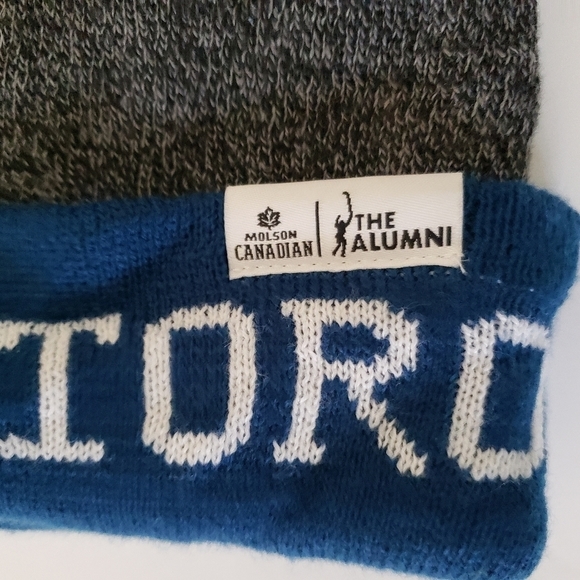 MOLSON
CANADIAN
THE
ALUMNI
TORO